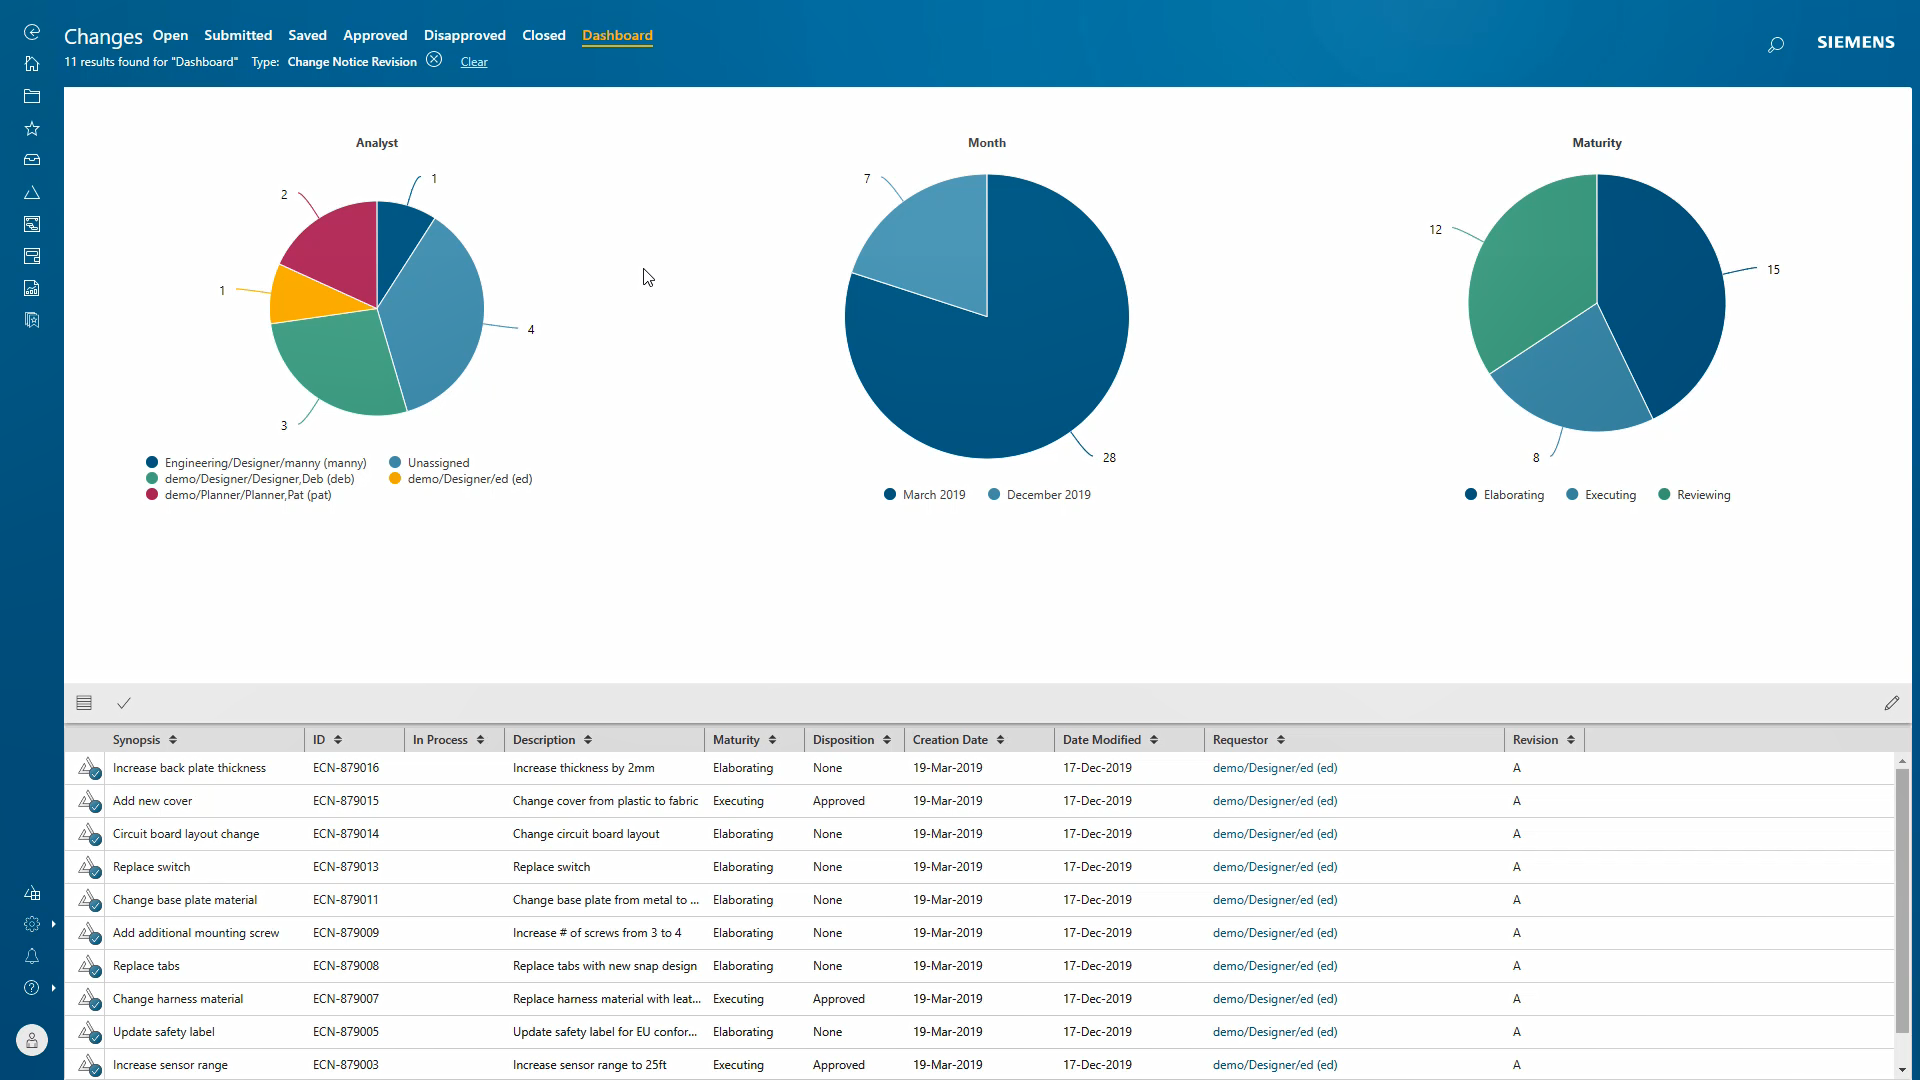 Changes Open Submitted Saved Approved Disapproved Closed Dashboard
SIEMENS
11 results found for "Dashboard" Type: Change Notice Revision Clear
Analyst
1
2
1
4
3
Engineering/Designer/manny (manny) Unassigned
demo/Designer/Designer,Deb (deb) demo/Designer/ed (ed)
demo/Planner/Planner,Pat (pat)
Month
7
28
March 2019 December 2019
Maturity
12
15
8
Elaborating Executing Reviewing
Synopsis ID In Process Description Maturity Disposition Creation Date Date Modified Requestor Revision
Increase back plate thickness ECN-879016 Increase thickness by 2mm Elaborating None 19-Mar-2019 17-Dec-2019 demo/Designer/ed (ed) A
Add new cover ECN-879015 Change cover from plastic to fabric Executing Approved 19-Mar-2019 17-Dec-2019 demo/Designer/ed (ed) A
Circuit board layout change ECN-879014 Change circuit board layout Elaborating None 19-Mar-2019 17-Dec-2019 demo/Designer/ed (ed) A
Replace switch ECN-879013 Replace switch Elaborating None 19-Mar-2019 17-Dec-2019 demo/Designer/ed (ed) A
Change base plate material ECN-879011 Change base plate from metal to ... Elaborating None 19-Mar-2019 17-Dec-2019 demo/Designer/ed (ed) A
Add additional mounting screw ECN-879009 Increase # of screws from 3 to 4 Elaborating None 19-Mar-2019 17-Dec-2019 demo/Designer/ed (ed) A
Replace tabs ECN-879008 Replace tabs with new snap design Elaborating None 19-Mar-2019 17-Dec-2019 demo/Designer/ed (ed) A
Change harness material ECN-879007 Replace harness material with leat... Executing Approved 19-Mar-2019 17-Dec-2019 demo/Designer/ed (ed) A
Update safety label ECN-879005 Update safety label for EU confor... Elaborating None 19-Mar-2019 17-Dec-2019 demo/Designer/ed (ed) A
Increase sensor range ECN-879003 Increase sensor range to 25ft Executing Approved 19-Mar-2019 17-Dec-2019 demo/Designer/ed (ed) A